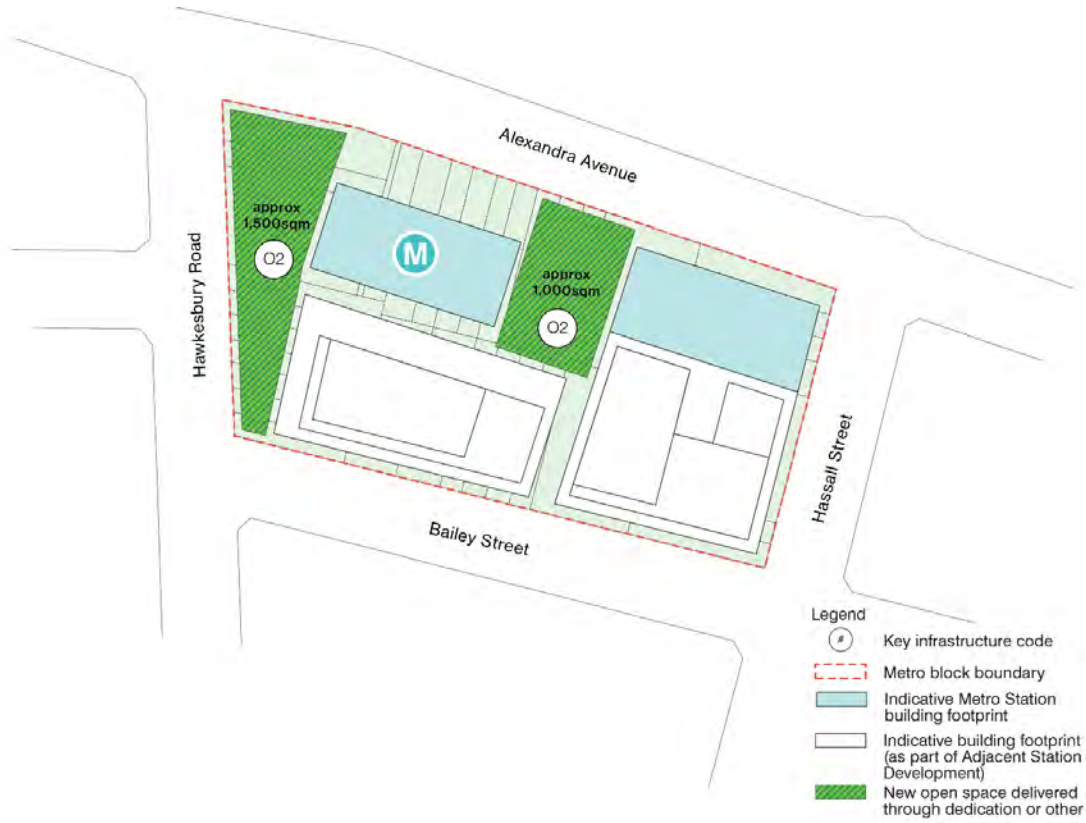 Alexandra Avenue
approx
1,500sqm
O2
M
approx
1,000sqm
O2
Hawkesbury Road
Hassall Street
Bailey Street
Legend
#
Key infrastructure code
Metro block boundary
Indicative Metro Station
building footprint
Indicative building footprint
(as part of Adjacent Station
Development)
New open space delivered
through dedication or other